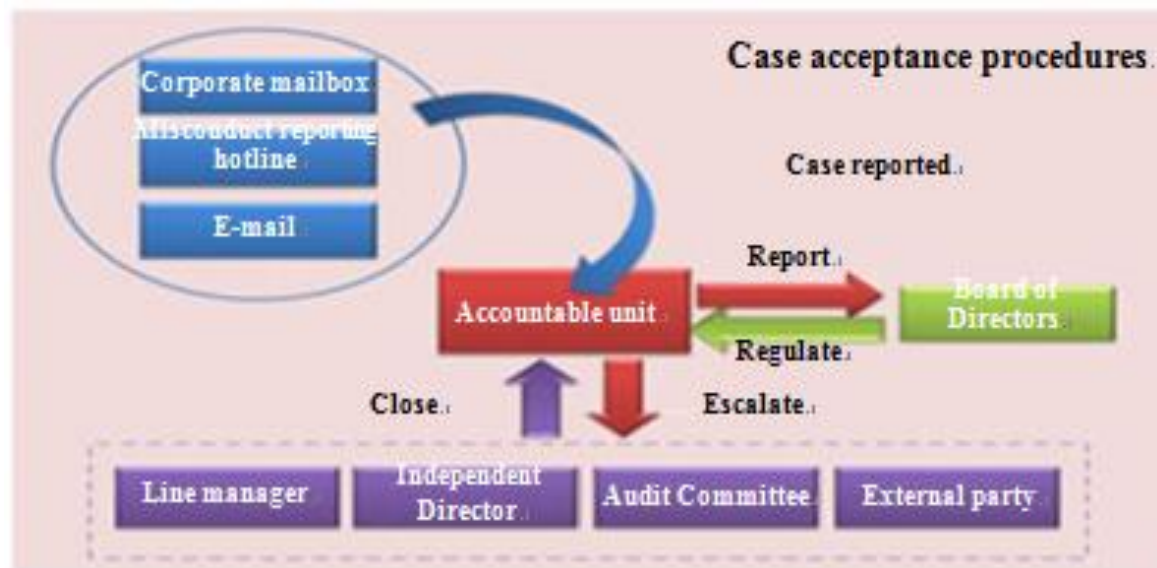 Case acceptance procedures.
Corporate mailbox
Misconduct reporting
hotline
Case reported.
E-mail
Report.
Accountable unit
Board of
Directors
Regulate.
Close.
Escalate.
Line manager
Independent
Director.
Audit Committee.
External party